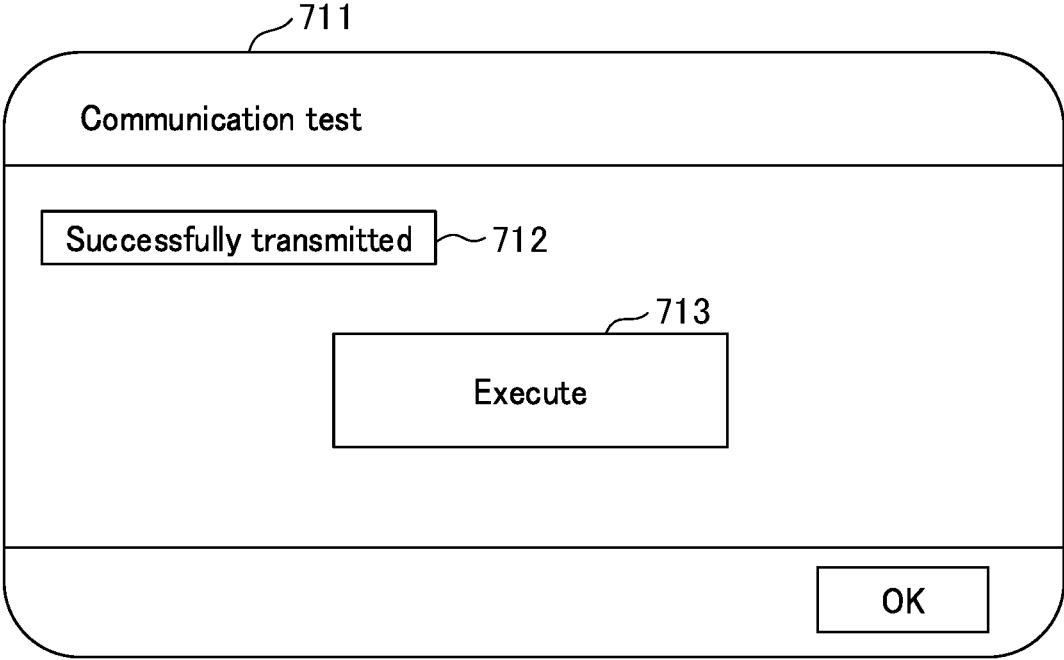 711
Communication test
Successfully transmitted
712
713
Execute
OK